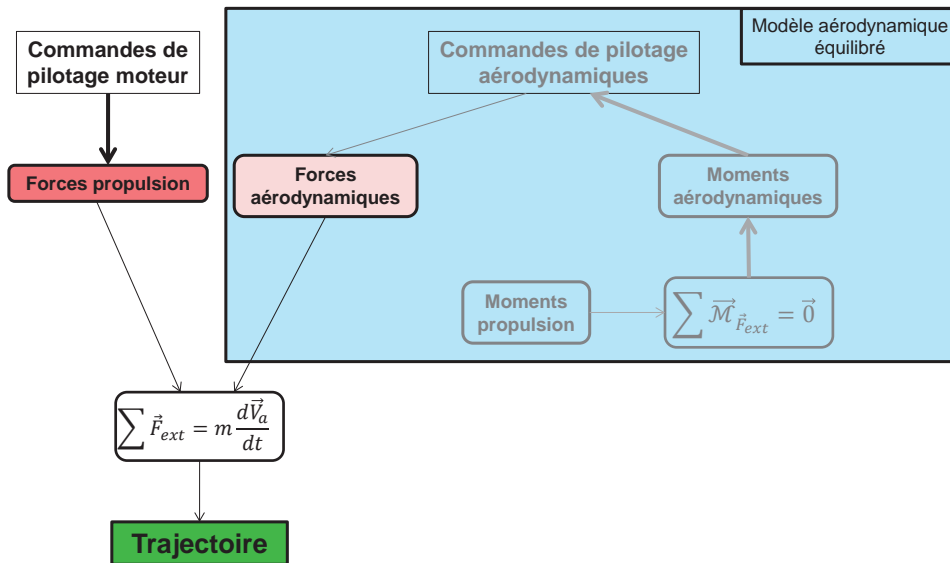 Commandes de
pilotage moteur
Commandes de pilotage
aérodynamiques
Modèle aérodynamique
équilibré
Forces propulsion
Forces
aérodynamiques
Moments
aérodynamiques
Moments
propulsion
∑ \vec{ℳ}_{\vec{F}_{ext}} = \vec{0}
∑ \vec{F}_{ext} = m \frac{d\vec{V}_a}{dt}
Trajectoire